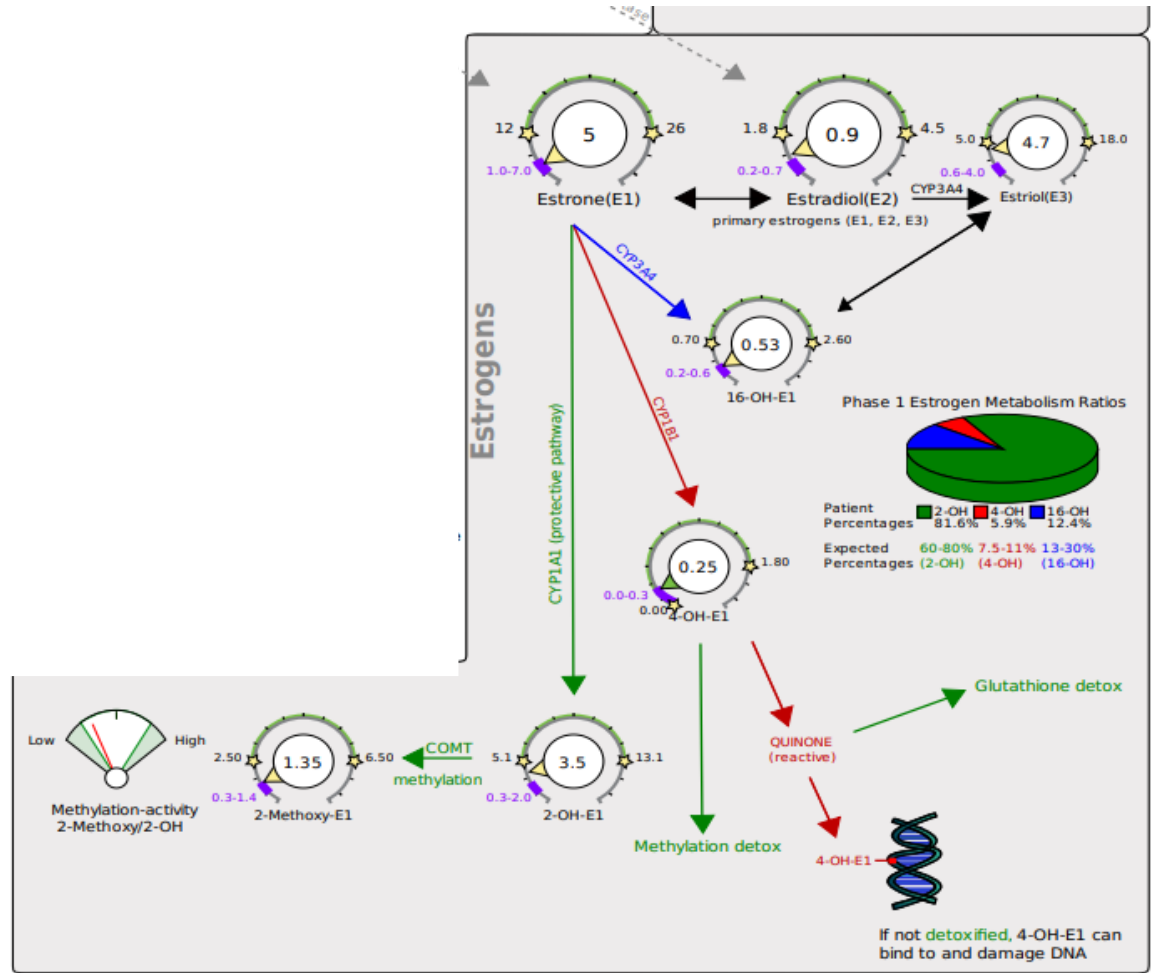 ase
Estrogens
12
5
26
1.0-7.0
Estrone(E1)
1.8
0.9
4.5
0.2-0.7
Estradiol(E2)
5.0
4.7
18.0
0.6-4.0
Estriol(E3)
CYP3A4
primary estrogens (E1, E2, E3)
CYP3A4
0.70
0.53
2.60
0.2-0.6
16-OH-E1
CYP1B1
CYP1A1 (protective pathway)
Phase 1 Estrogen Metabolism Ratios
Patient Percentages
2-OH 4-OH 16-OH
81.6% 5.9% 12.4%
Expected Percentages
60-80% 7.5-11% 13-30%
(2-OH) (4-OH) (16-OH)
0.25
1.80
0.0-0.3
0.00
4-OH-E1
Glutathione detox
QUINONE
(reactive)
Low
High
Methylation-activity
2-Methoxy/2-OH
2.50
1.35
6.50
0.3-1.4
2-Methoxy-E1
COMT
methylation
5.1
3.5
13.1
0.3-2.0
2-OH-E1
Methylation detox
4-OH-E1
If not detoxified, 4-OH-E1 can
bind to and damage DNA